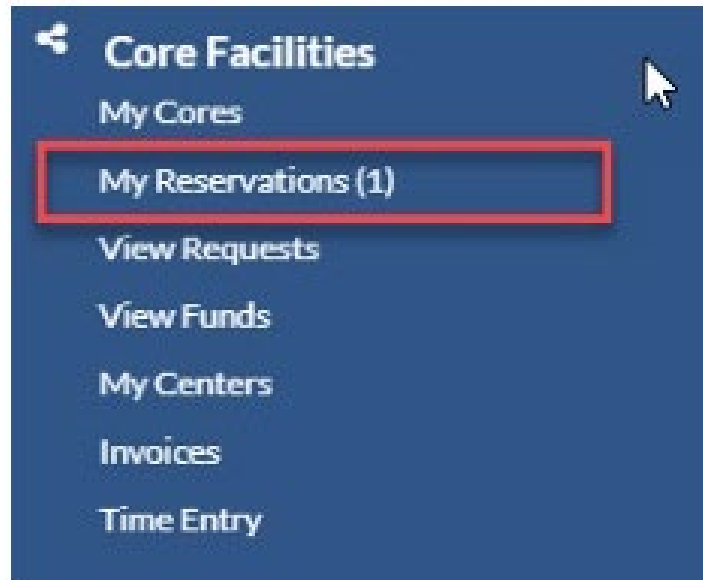 Core Facilities
My Cores
My Reservations (1)
View Requests
View Funds
My Centers
Invoices
Time Entry